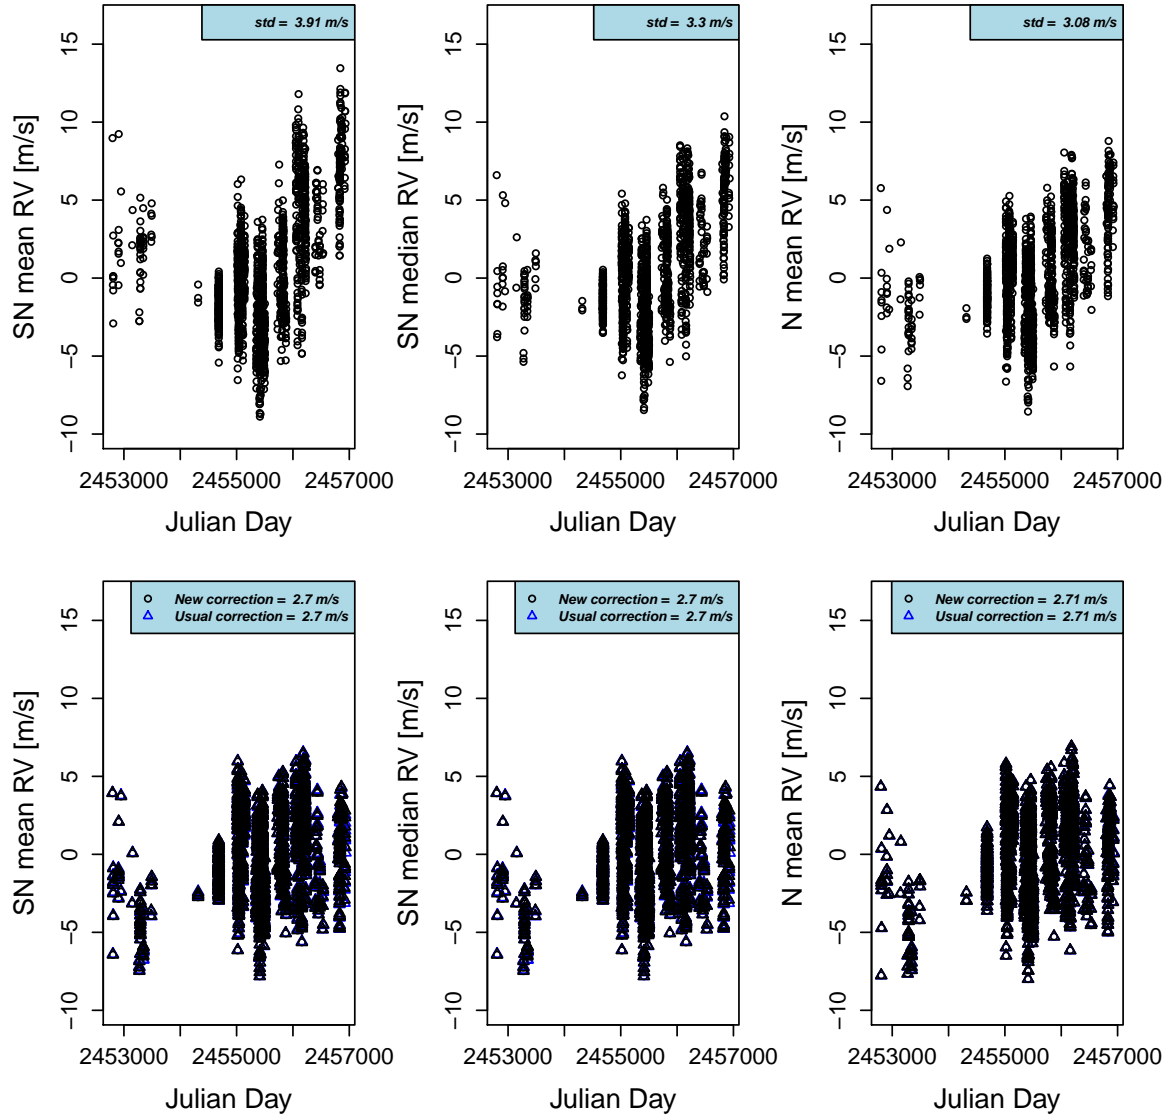 std = 3.91 m/s
SN mean RV [m/s]
15
10
5
0
−5
−10
2453000 2455000 2457000
Julian Day
std = 3.3 m/s
SN median RV [m/s]
15
10
5
0
−5
−10
2453000 2455000 2457000
Julian Day
std = 3.08 m/s
N mean RV [m/s]
15
10
5
0
−5
−10
2453000 2455000 2457000
Julian Day
New correction = 2.7 m/s
Usual correction = 2.7 m/s
SN mean RV [m/s]
15
10
5
0
−5
−10
2453000 2455000 2457000
Julian Day
New correction = 2.7 m/s
Usual correction = 2.7 m/s
SN median RV [m/s]
15
10
5
0
−5
−10
2453000 2455000 2457000
Julian Day
New correction = 2.71 m/s
Usual correction = 2.71 m/s
N mean RV [m/s]
15
10
5
0
−5
−10
2453000 2455000 2457000
Julian Day